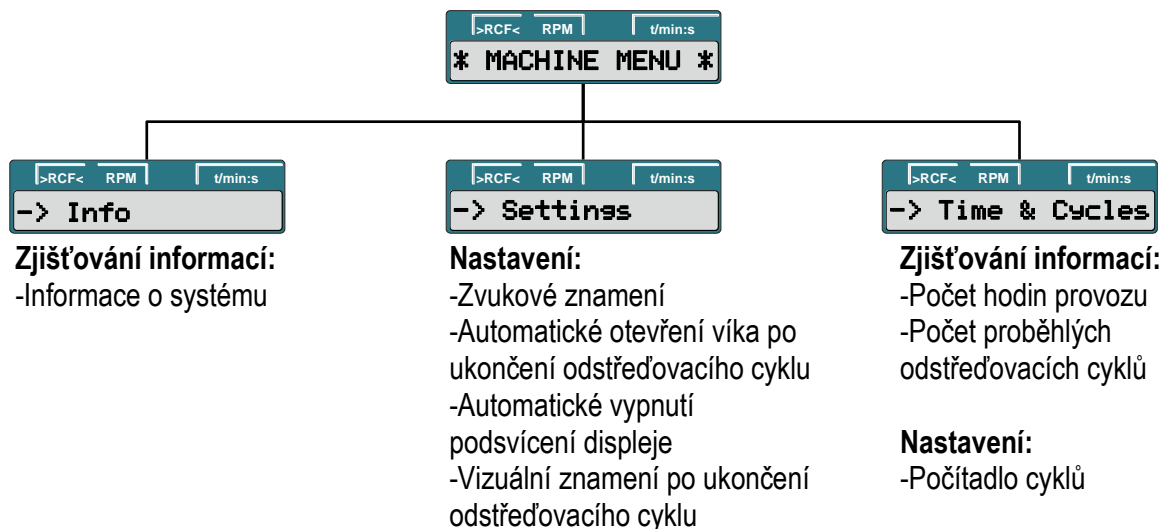 >RCF< RPM t/min:s
* MACHINE MENU *
>RCF< RPM t/min:s
-> Info
Zjišťování informací:
-Informace o systému
>RCF< RPM t/min:s
-> Settings
Nastavení:
-Zvukové znamení
-Automatické otevření víka po
ukončení odstřeďovacího cyklu
-Automatické vypnutí
podsvícení displeje
-Vizuální znamení po ukončení
odstřeďovacího cyklu
>RCF< RPM t/min:s
-> Time & Cycles
Zjišťování informací:
-Počet hodin provozu
-Počet proběhlých
odstřeďovacích cyklů
Nastavení:
-Počítadlo cyklů